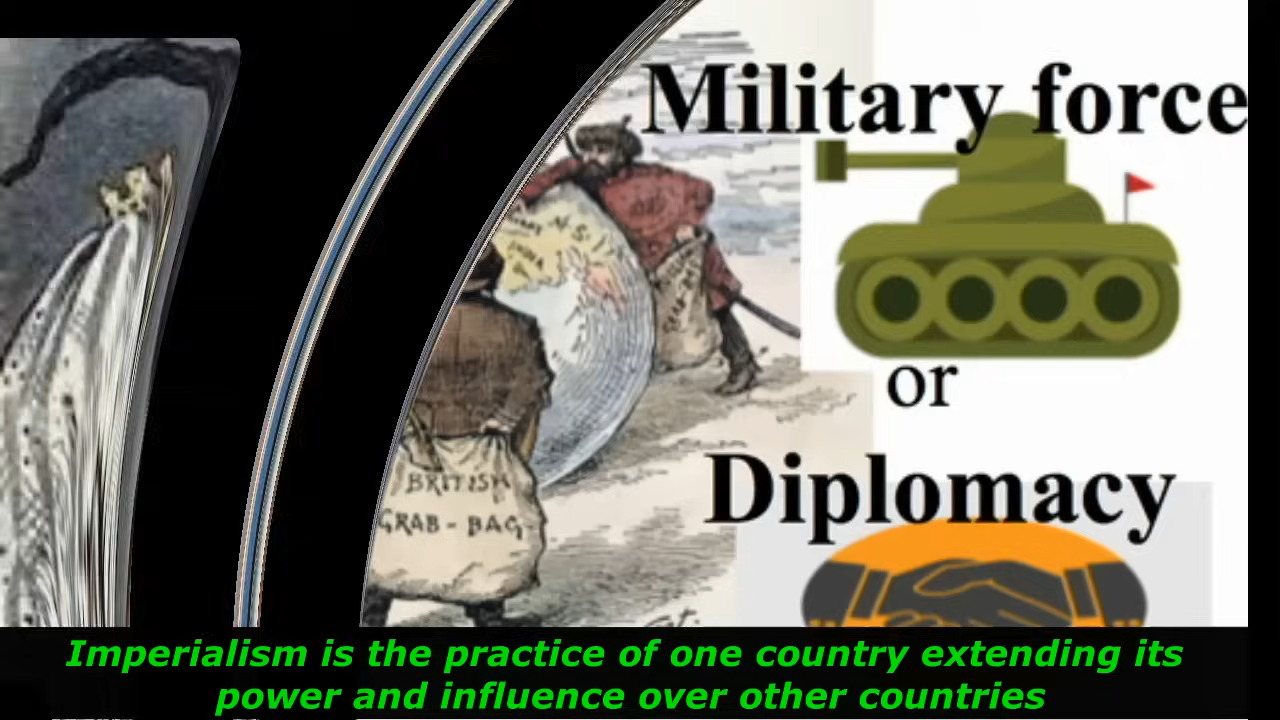 Military force
or
Diplomacy
INDIA
BRITISH
GRAB-BAG
Imperialism is the practice of one country extending its
power and influence over other countries